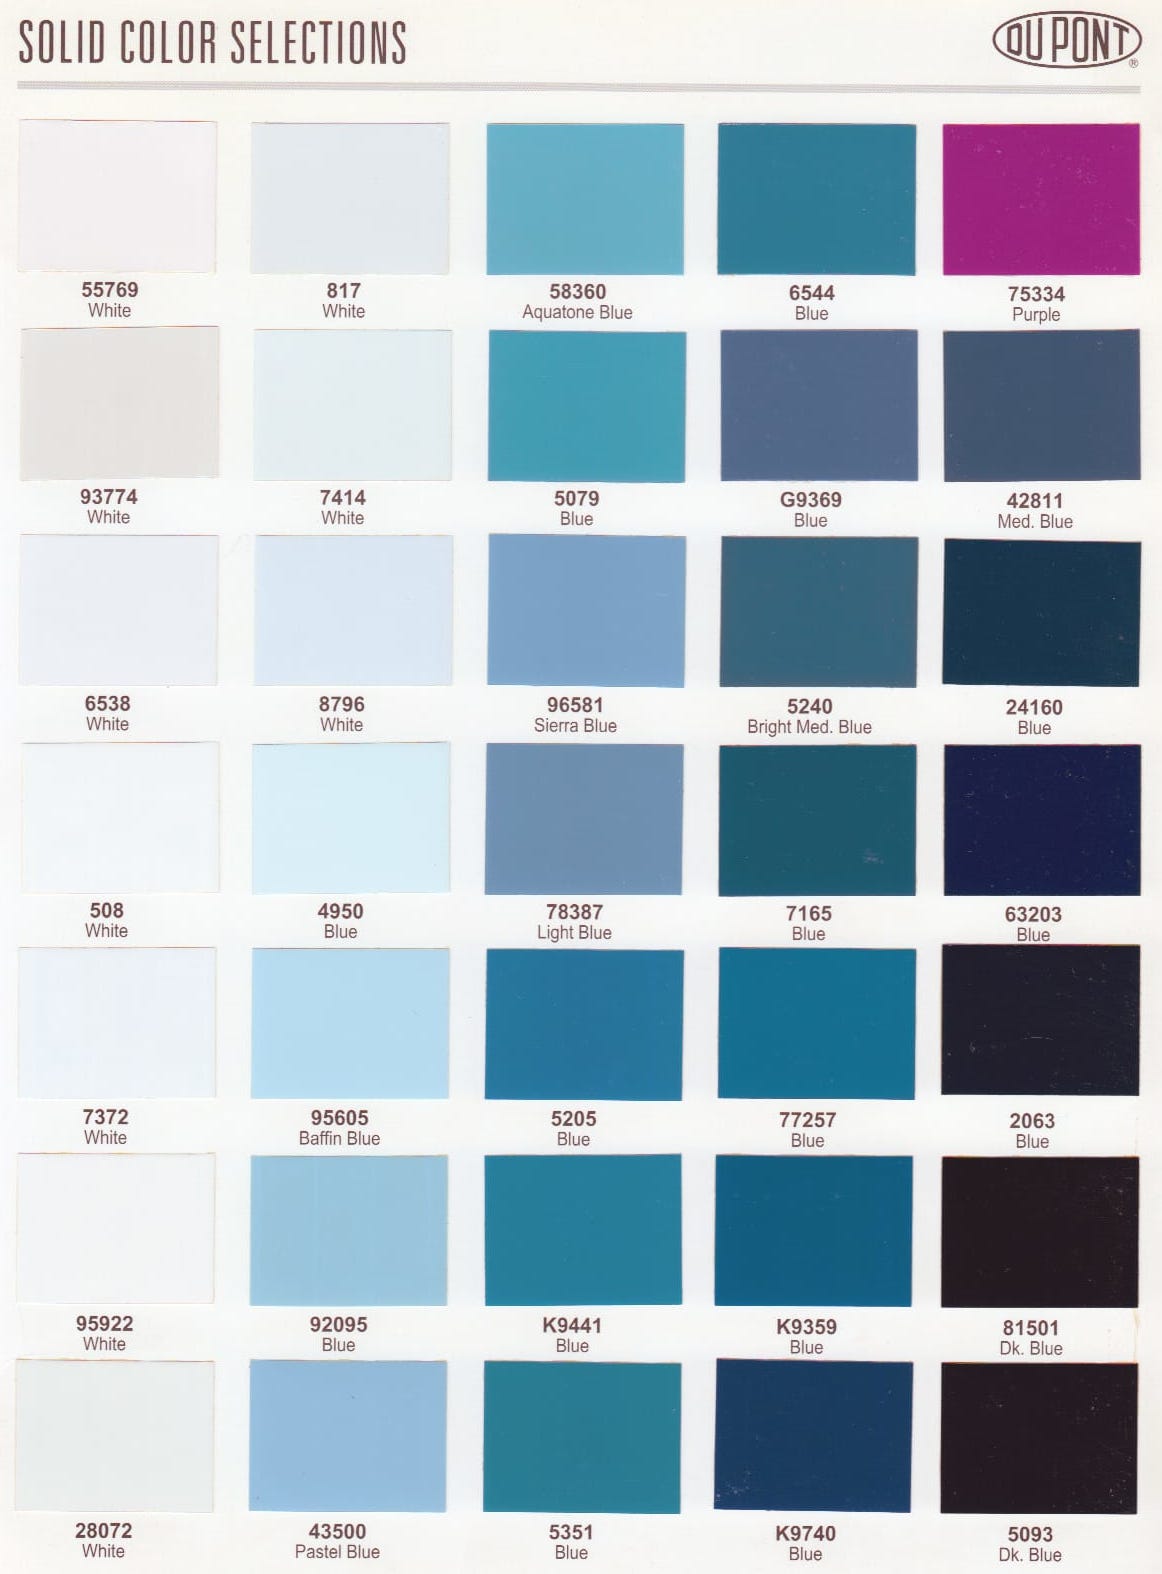 SOLID COLOR SELECTIONS
DU PONT ®
55769 817 58360 6544 75334
White White Aquatone Blue Blue Purple
93774 7414 5079 G9369 42811
White White Blue Blue Med. Blue
6538 8796 96581 5240 24160
White White Sierra Blue Bright Med. Blue Blue
508 4950 78387 7165 63203
White Blue Light Blue Blue Blue
7372 95605 5205 77257 2063
White Baffin Blue Blue Blue Blue
95922 92095 K9441 K9359 81501
White Blue Blue Blue Dk. Blue
28072 43500 5351 K9740 5093
White Pastel Blue Blue Blue Dk. Blue